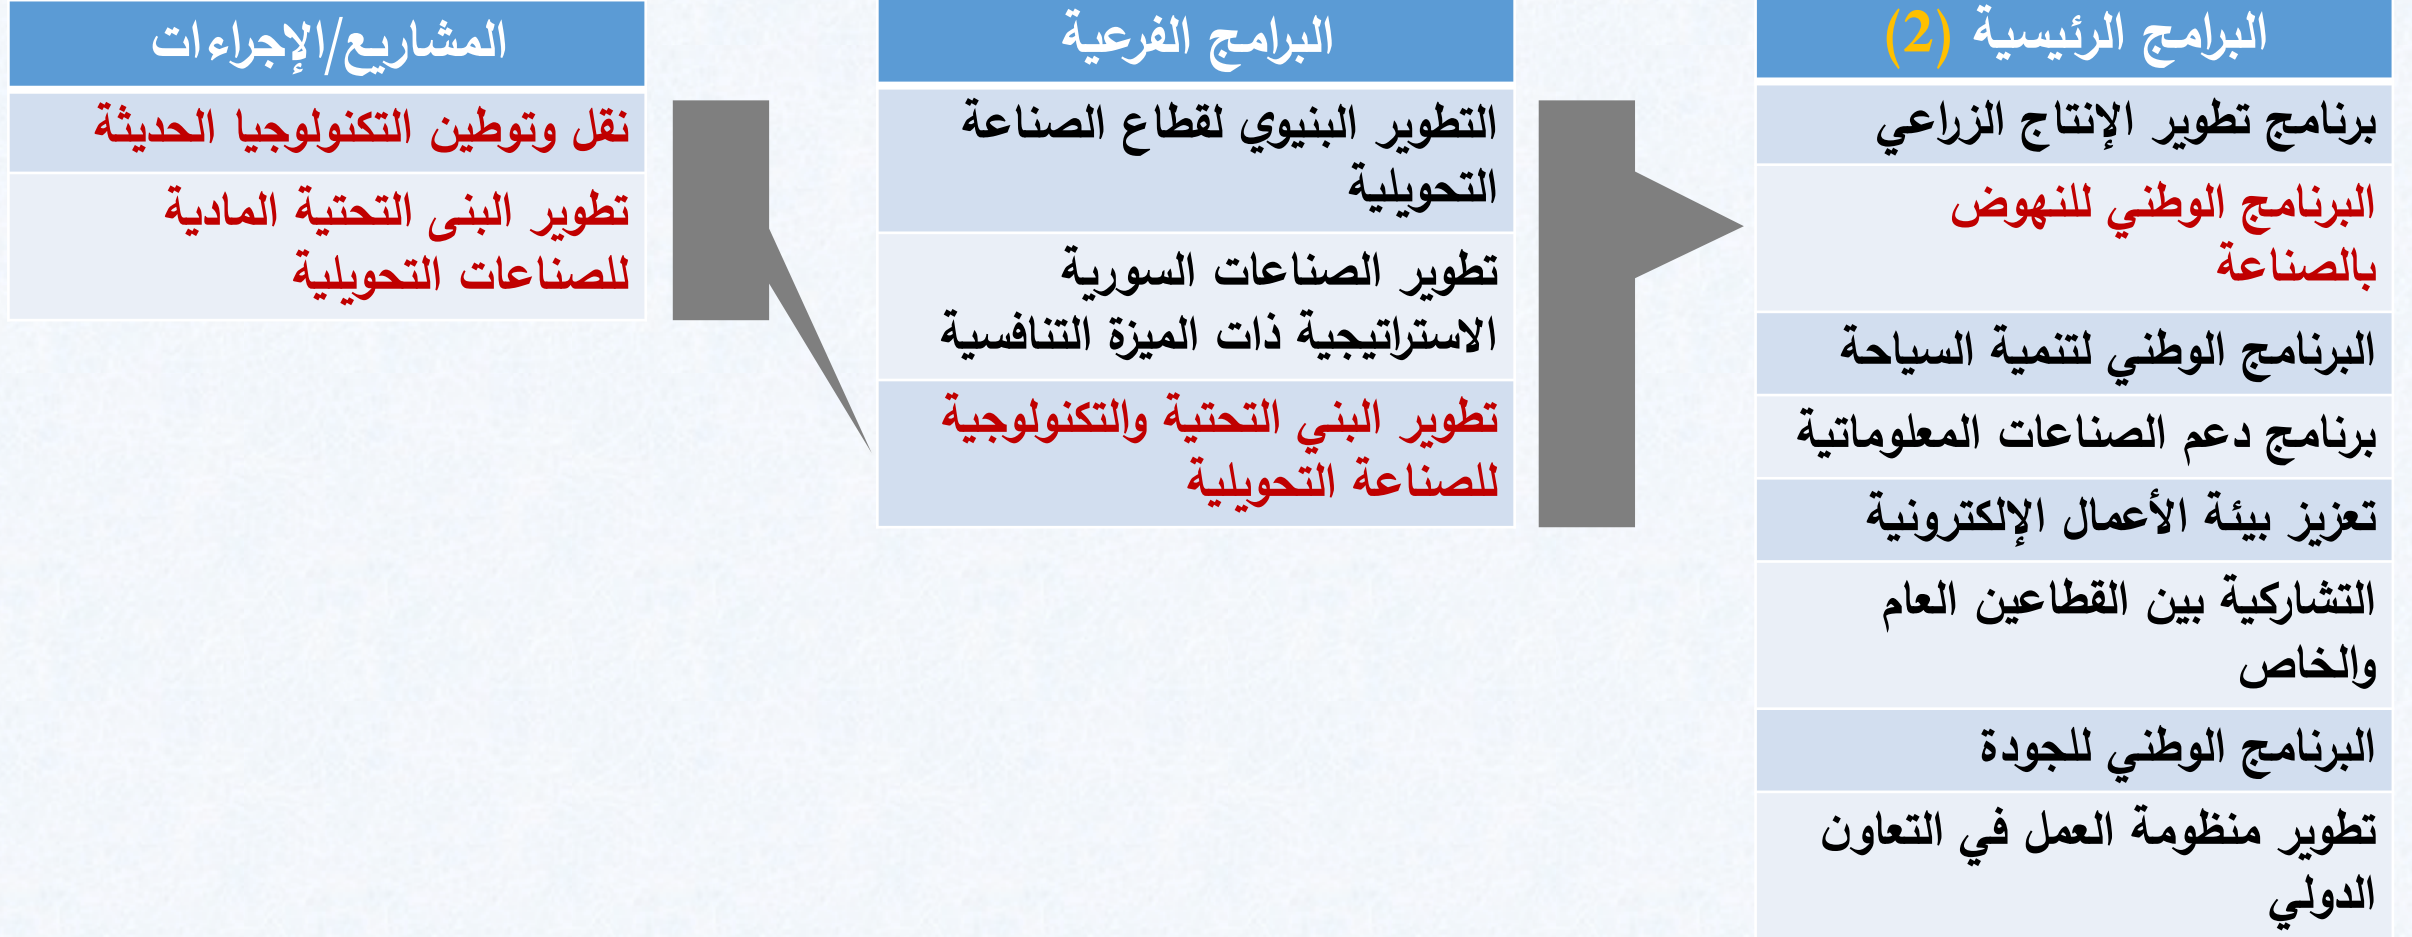 البرامج الرئيسية (2)
برنامج تطوير الإنتاج الزراعي
البرنامج الوطني للنهوض
بالصناعة
البرنامج الوطني لتنمية السياحة
برنامج دعم الصناعات المعلوماتية
تعزيز بيئة الأعمال الإلكترونية
التشاركية بين القطاعين العام
والخاص
البرنامج الوطني للجودة
تطوير منظومة العمل في التعاون
الدولي
البرامج الفرعية
التطوير البنيوي لقطاع الصناعة
التحويلية
تطوير الصناعات السورية
الاستراتيجية ذات الميزة التنافسية
تطوير البني التحتية والتكنولوجية
للصناعة التحويلية
المشاريع/الإجراءات
نقل وتوطين التكنولوجيا الحديثة
تطوير البنى التحتية المادية
للصناعات التحويلية